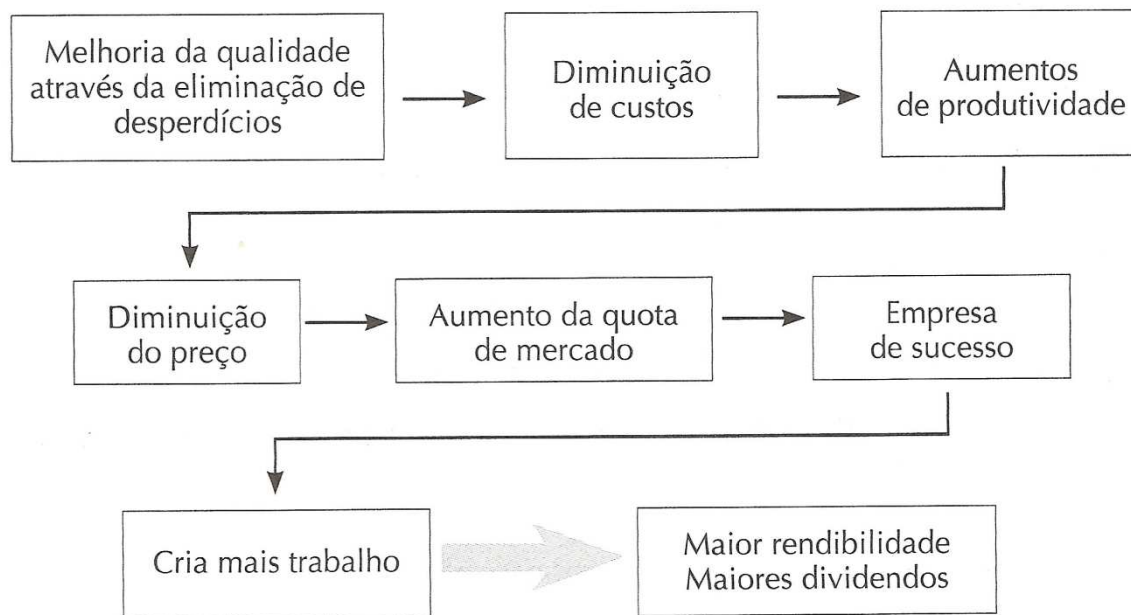 Melhoria da qualidade
através da eliminação de
desperdícios
Diminuição
de custos
Aumentos
de produtividade
Diminuição
do preço
Aumento da quota
de mercado
Empresa
de sucesso
Cria mais trabalho
Maior rendibilidade
Maiores dividendos